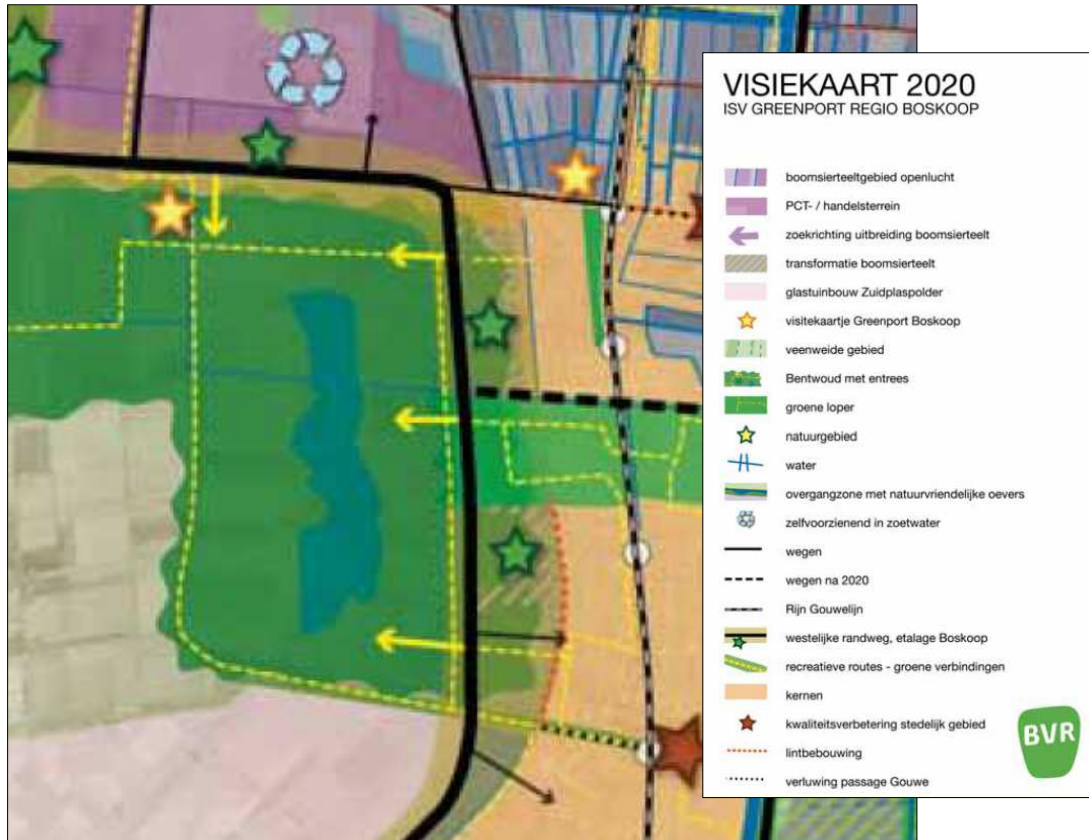 VISIEKAART 2020
ISV GREENPORT REGIO BOSKOOP
boomsierteeltgebied openlucht
PCT- / handelsterrein
zoekrichting uitbreiding boomsierteelt
transformatie boomsierteelt
glastuinbouw Zuidplaspolder
visitekaartje Greenport Boskoop
veenweide gebied
Bentwoud met entrees
groene loper
natuurgebied
water
overgangzone met natuurvriendelijke oevers
zelfvoorzienend in zoetwater
wegen
wegen na 2020
Rijn Gouwelijn
westelijke randweg, etalage Boskoop
recreatieve routes - groene verbindingen
kernen
kwaliteitsverbetering stedelijk gebied
lintbebouwing
verluwing passage Gouwe
BVR